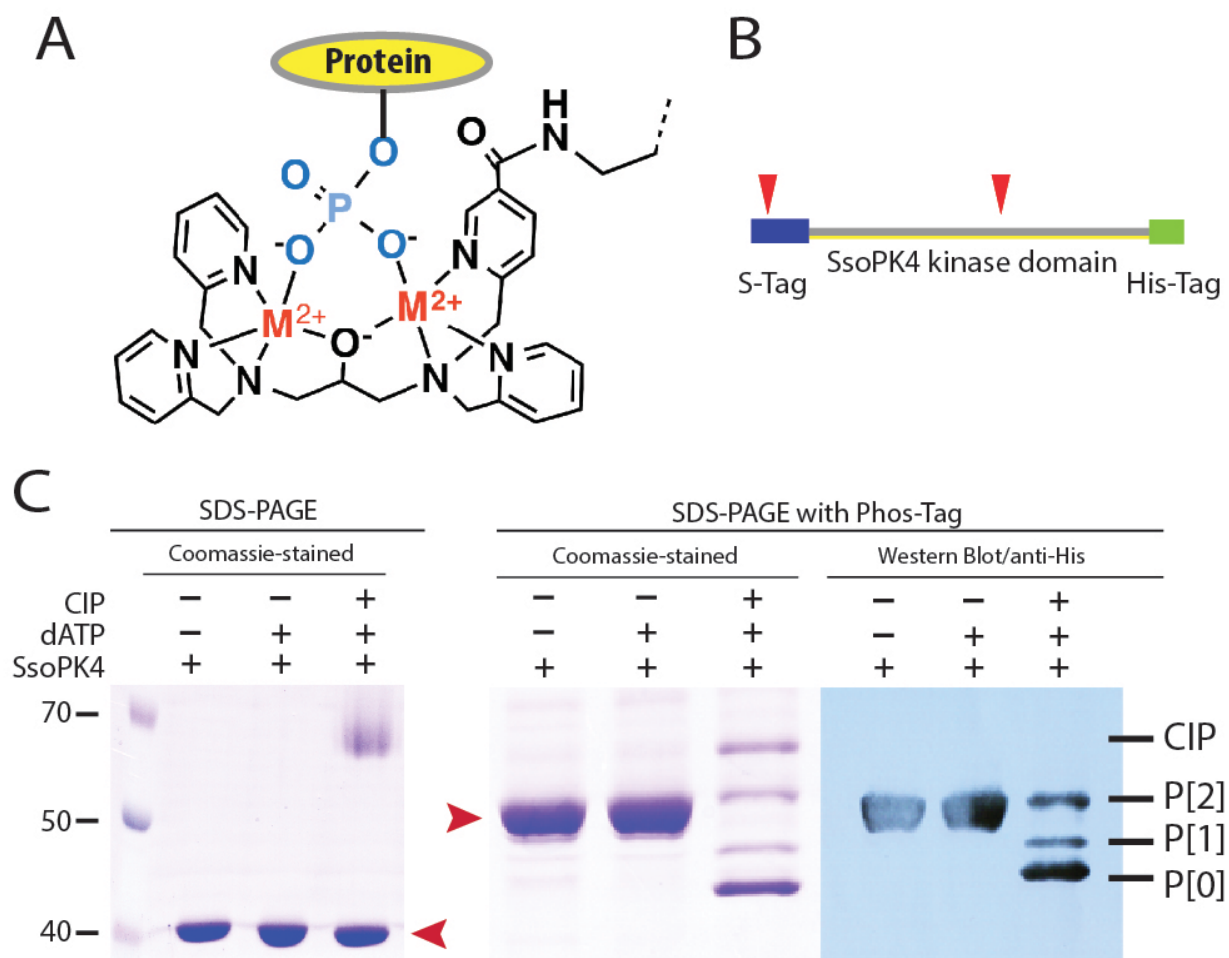 A
B
Protein
H
O
N
O
O
P
-O
O-
N
N
M2+
M2+
O-
N
N
N
N
S-Tag
SsoPK4 kinase domain
His-Tag
C
SDS-PAGE
SDS-PAGE with Phos-Tag
Coomassie-stained
Coomassie-stained
Western Blot/anti-His
CIP − − + − − + − − +
dATP − + + − + + − + +
SsoPK4 + + + + + + + + +
70
50
40
CIP
P[2]
P[1]
P[0]